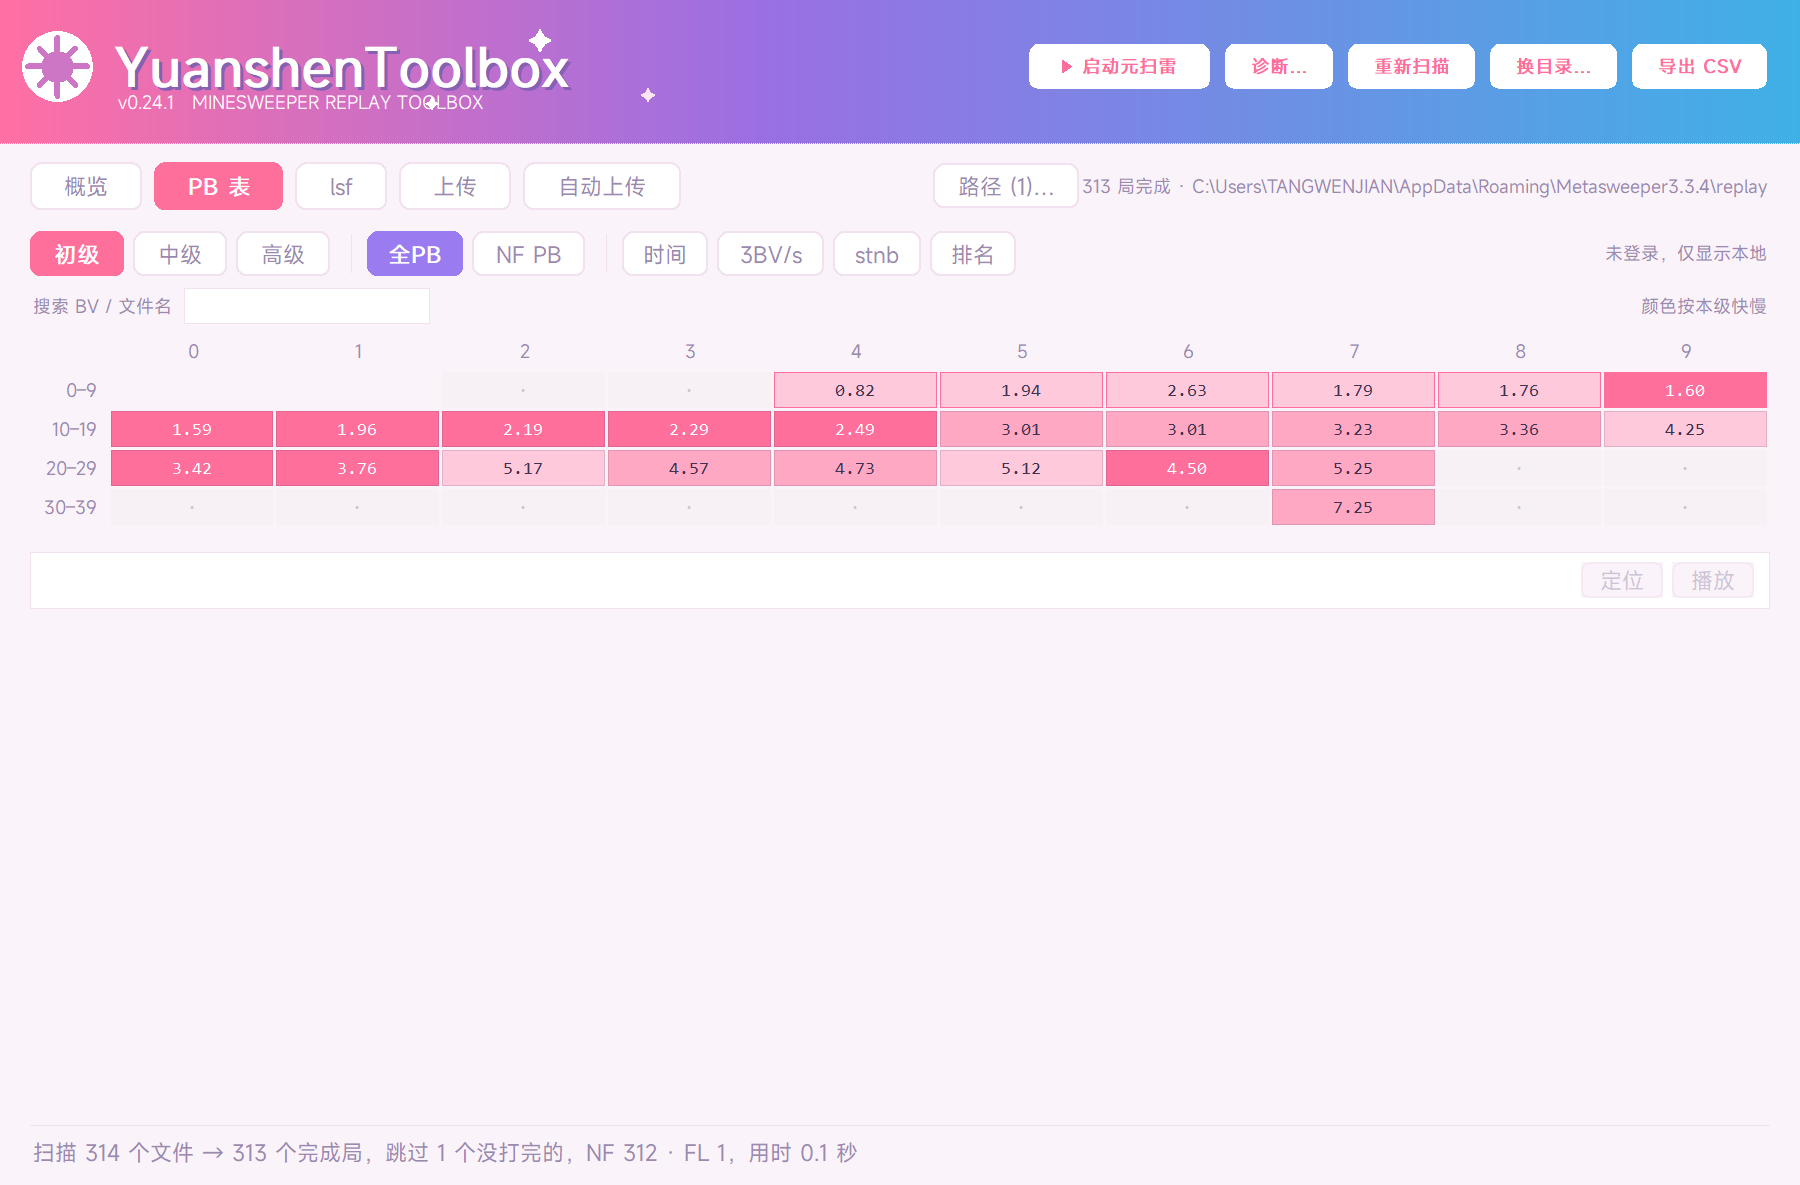 YuanshenToolbox
v0.24.1 MINESWEEPER REPLAY TOOLBOX
启动元扫雷 诊断... 重新扫描 换目录... 导出 CSV
概览 PB 表 lsf 上传 自动上传 路径 (1)... 313 局完成 · C:\Users\TANGWENJIAN\AppData\Roaming\Metasweeper3.3.4\replay
初级 中级 高级 全PB NF PB 时间 3BV/s stnb 排名 未登录，仅显示本地
搜索 BV / 文件名 颜色按本级快慢
0 1 2 3 4 5 6 7 8 9
0–9 · · 0.82 1.94 2.63 1.79 1.76 1.60
10–19 1.59 1.96 2.19 2.29 2.49 3.01 3.01 3.23 3.36 4.25
20–29 3.42 3.76 5.17 4.57 4.73 5.12 4.50 5.25 · ·
30–39 · · · · · · · 7.25 · ·
定位 播放
扫描 314 个文件 → 313 个完成局，跳过 1 个没打完的，NF 312 · FL 1，用时 0.1 秒